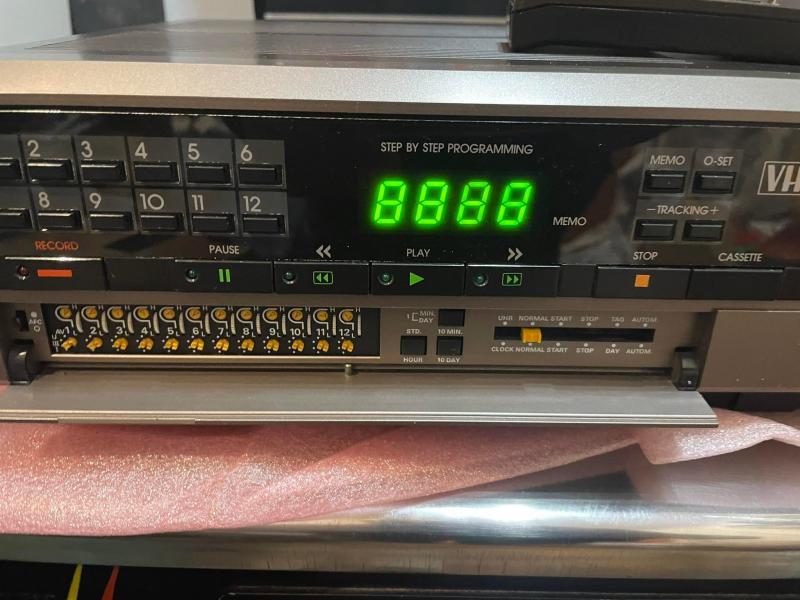 STEP BY STEP PROGRAMMING
MEMO O-SET
2 3 4 5 6
8 9 10 11 12
8888
MEMO
-TRACKING+
VH
RECORD
PAUSE
PLAY
STOP
CASSETTE
AFC
H H H H H H H H H H H H
AV 1 2 3 4 5 6 7 8 9 10 11 12 L
1 MIN.
DAY
STD. 10 MIN.
HOUR 10 DAY
UHR NORMAL START STOP TAG AUTOM.
CLOCK NORMAL START STOP DAY AUTOM.